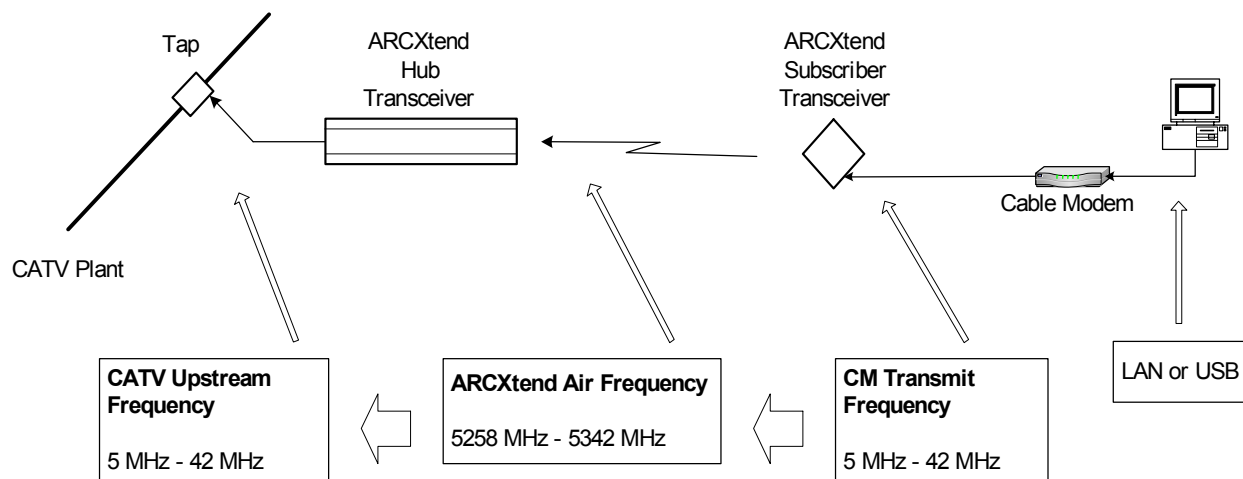 Tap
ARCXtend
Hub
Transceiver
ARCXtend
Subscriber
Transceiver
Cable Modem
CATV Plant
CATV Upstream
Frequency
5 MHz - 42 MHz
ARCXtend Air Frequency
5258 MHz - 5342 MHz
CM Transmit
Frequency
5 MHz - 42 MHz
LAN or USB